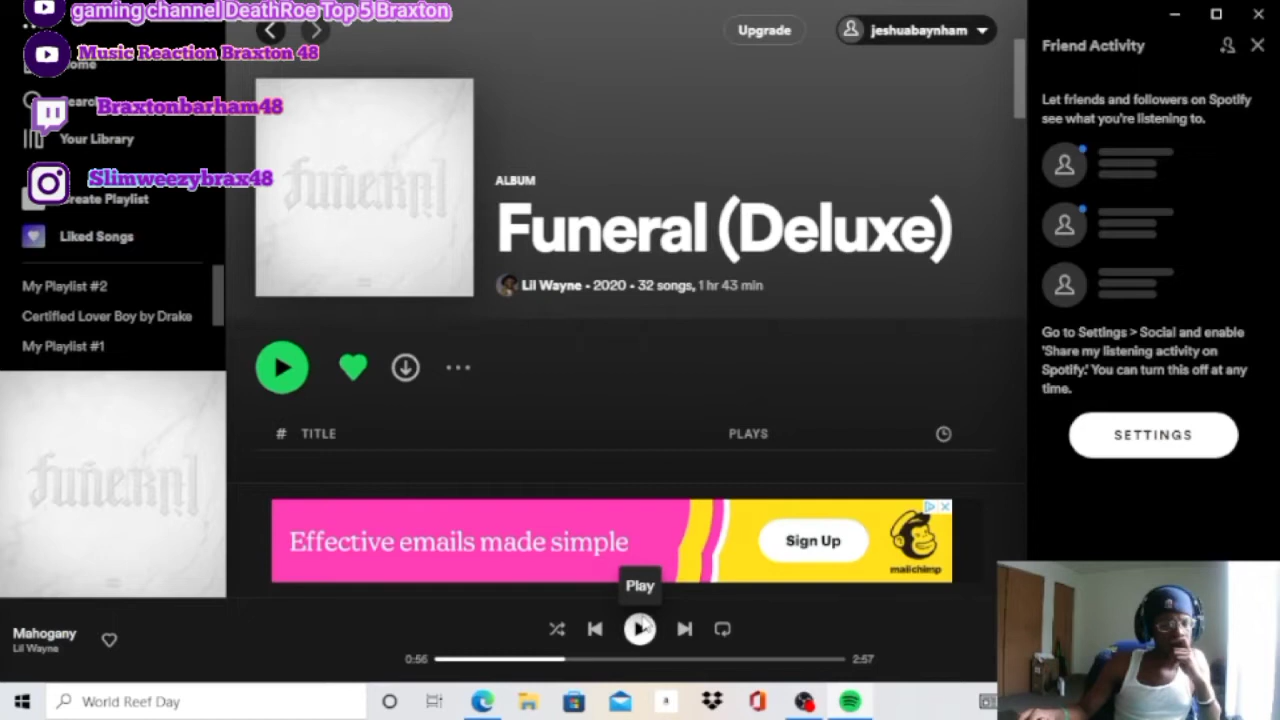 gaming channel DeathRoe Top 5 Braxton
Music Reaction Braxton 48
Braxtonbarham48
Your Library
Slimweezybrax48
Create Playlist
Liked Songs
My Playlist #2
Certified Lover Boy by Drake
My Playlist #1
funeral
Mahogany
Lil Wayne
Upgrade
jeshuabaynham
funeral
ALBUM
Funeral (Deluxe)
Lil Wayne • 2020 • 32 songs, 1 hr 43 min
# TITLE
PLAYS
Effective emails made simple
Sign Up
mailchimp
Play
0:56
2:57
Friend Activity
Let friends and followers on Spotify
see what you're listening to.
Go to Settings > Social and enable
'Share my listening activity on
Spotify.' You can turn this off at any
time.
SETTINGS
World Reef Day